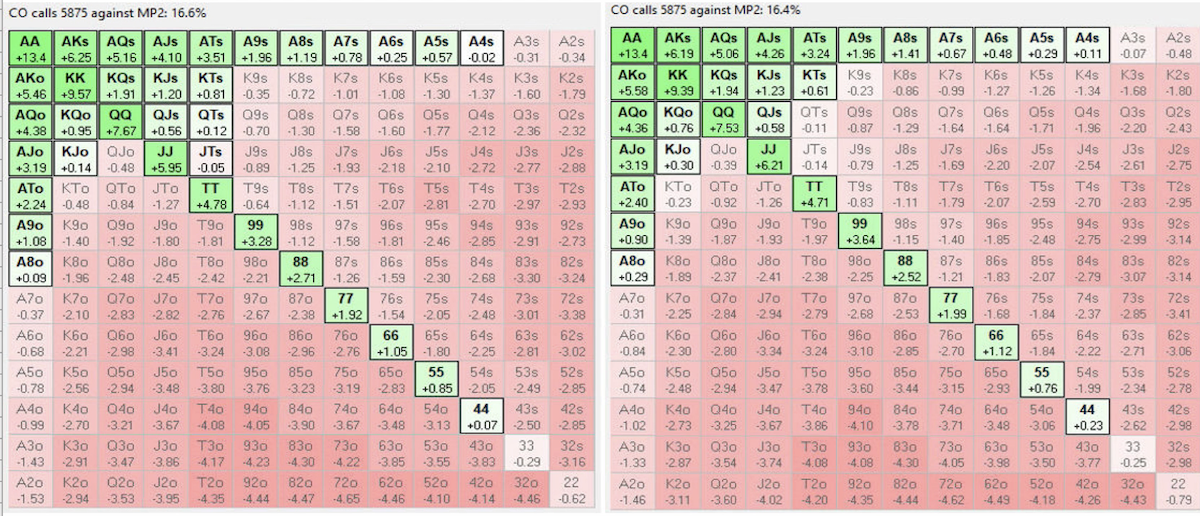 CO calls 5875 against MP2: 16.6%
AA AKs AQs AJs ATs A9s A8s A7s A6s A5s A4s A3s A2s
+13.4 +6.25 +5.16 +4.10 +3.51 +1.96 +1.19 +0.78 +0.25 +0.57 -0.02 -0.31 -0.34
AKo KK KQs KJs KTs K9s K8s K7s K6s K5s K4s K3s K2s
+5.46 +9.57 +1.91 +1.20 +0.81 -0.35 -0.72 -1.01 -1.08 -1.30 -1.37 -1.60 -1.79
AQo KQo QQ QJs QTs Q9s Q8s Q7s Q6s Q5s Q4s Q3s Q2s
+4.38 +0.95 +7.67 +0.56 +0.12 -0.70 -1.30 -1.58 -1.60 -1.77 -2.12 -2.36 -2.32
AJo KJo QJo JJ JTs J9s J8s J7s J6s J5s J4s J3s J2s
+3.19 +0.14 -0.48 +5.95 -0.05 -0.89 -1.25 -1.93 -2.18 -2.10 -2.72 -2.77 -2.88
ATo KTo QTo JTo TT T9s T8s T7s T6s T5s T4s T3s T2s
+2.24 -0.48 -0.84 -1.27 +4.78 -0.64 -1.12 -1.51 -2.07 -2.81 -2.70 -2.97 -2.93
A9o K9o Q9o J9o T9o 99 98s 97s 96s 95s 94s 93s 92s
+1.08 -1.40 -1.92 -1.80 -1.81 +3.28 -1.12 -1.58 -1.81 -2.46 -2.85 -2.91 -2.73
A8o K8o Q8o J8o T8o 98o 88 87s 86s 85s 84s 83s 82s
+0.09 -1.96 -2.48 -2.45 -2.42 -2.21 +2.71 -1.26 -1.59 -2.30 -2.68 -3.30 -3.24
A7o K7o Q7o J7o T7o 97o 87o 77 76s 75s 74s 73s 72s
-0.37 -2.10 -2.83 -2.82 -2.76 -2.67 -2.38 +1.92 -1.54 -2.05 -2.48 -3.01 -3.38
A6o K6o Q6o J6o T6o 96o 86o 76o 66 65s 64s 63s 62s
-0.68 -2.21 -2.98 -3.41 -3.24 -3.08 -2.96 -2.76 +1.05 -1.80 -2.25 -2.81 -3.02
A5o K5o Q5o J5o T5o 95o 85o 75o 65o 55 54s 53s 52s
-0.78 -2.56 -2.94 -3.48 -3.80 -3.76 -3.23 -3.19 -2.83 +0.85 -2.05 -2.49 -2.85
A4o K4o Q4o J4o T4o 94o 84o 74o 64o 54o 44 43s 42s
-0.99 -2.70 -3.21 -3.67 -4.08 -4.05 -3.90 -3.67 -3.48 -3.13 +0.07 -2.50 -2.85
A3o K3o Q3o J3o T3o 93o 83o 73o 63o 53o 43o 33 32s
-1.43 -2.91 -3.47 -3.86 -4.17 -4.23 -4.30 -4.22 -3.85 -3.55 -3.83 -0.29 -3.16
A2o K2o Q2o J2o T2o 92o 82o 72o 62o 52o 42o 32o 22
-1.53 -2.94 -3.53 -3.95 -4.35 -4.44 -4.47 -4.65 -4.46 -4.10 -4.14 -4.46 -0.62
CO calls 5875 against MP2: 16.4%
AA AKs AQs AJs ATs A9s A8s A7s A6s A5s A4s A3s A2s
+13.4 +6.19 +5.06 +4.26 +3.24 +1.96 +1.41 +0.67 +0.48 +0.29 +0.11 -0.07 -0.48
AKo KK KQs KJs KTs K9s K8s K7s K6s K5s K4s K3s K2s
+5.58 +9.39 +1.94 +1.23 +0.61 -0.23 -0.86 -0.99 -1.27 -1.26 -1.34 -1.68 -1.80
AQo KQo QQ QJs QTs Q9s Q8s Q7s Q6s Q5s Q4s Q3s Q2s
+4.36 +0.76 +7.53 +0.58 -0.11 -0.87 -1.29 -1.64 -1.64 -1.71 -1.96 -2.20 -2.43
AJo KJo QJo JJ JTs J9s J8s J7s J6s J5s J4s J3s J2s
+3.19 +0.30 -0.39 +6.21 -0.14 -0.79 -1.25 -1.69 -2.20 -2.07 -2.54 -2.61 -2.75
ATo KTo QTo JTo TT T9s T8s T7s T6s T5s T4s T3s T2s
+2.40 -0.23 -0.92 -1.26 +4.71 -0.83 -1.11 -1.79 -2.07 -2.59 -2.70 -2.83 -2.95
A9o K9o Q9o J9o T9o 99 98s 97s 96s 95s 94s 93s 92s
+0.90 -1.39 -1.87 -1.93 -1.97 +3.64 -1.15 -1.40 -1.85 -2.48 -2.75 -2.99 -3.14
A8o K8o Q8o J8o T8o 98o 88 87s 86s 85s 84s 83s 82s
+0.29 -1.89 -2.37 -2.41 -2.38 -2.25 +2.52 -1.21 -1.83 -2.07 -2.79 -3.07 -3.14
A7o K7o Q7o J7o T7o 97o 87o 77 76s 75s 74s 73s 72s
-0.31 -2.25 -2.84 -2.94 -2.79 -2.68 -2.53 +1.99 -1.68 -1.84 -2.37 -2.85 -3.41
A6o K6o Q6o J6o T6o 96o 86o 76o 66 65s 64s 63s 62s
-0.84 -2.30 -2.80 -3.34 -3.24 -3.10 -2.85 -2.70 +1.12 -1.84 -2.22 -2.71 -3.06
A5o K5o Q5o J5o T5o 95o 85o 75o 65o 55 54s 53s 52s
-0.74 -2.48 -2.94 -3.47 -3.78 -3.60 -3.44 -3.15 -2.93 +0.76 -1.99 -2.34 -2.78
A4o K4o Q4o J4o T4o 94o 84o 74o 64o 54o 44 43s 42s
-1.02 -2.73 -3.25 -3.67 -3.86 -4.10 -3.78 -3.71 -3.48 -3.06 +0.23 -2.62 -2.98
A3o K3o Q3o J3o T3o 93o 83o 73o 63o 53o 43o 33 32s
-1.33 -2.87 -3.54 -3.74 -4.08 -4.08 -4.30 -4.05 -3.98 -3.50 -3.77 -0.25 -2.98
A2o K2o Q2o J2o T2o 92o 82o 72o 62o 52o 42o 32o 22
-1.46 -3.11 -3.60 -4.02 -4.20 -4.35 -4.44 -4.62 -4.49 -4.18 -4.26 -4.43 -0.79